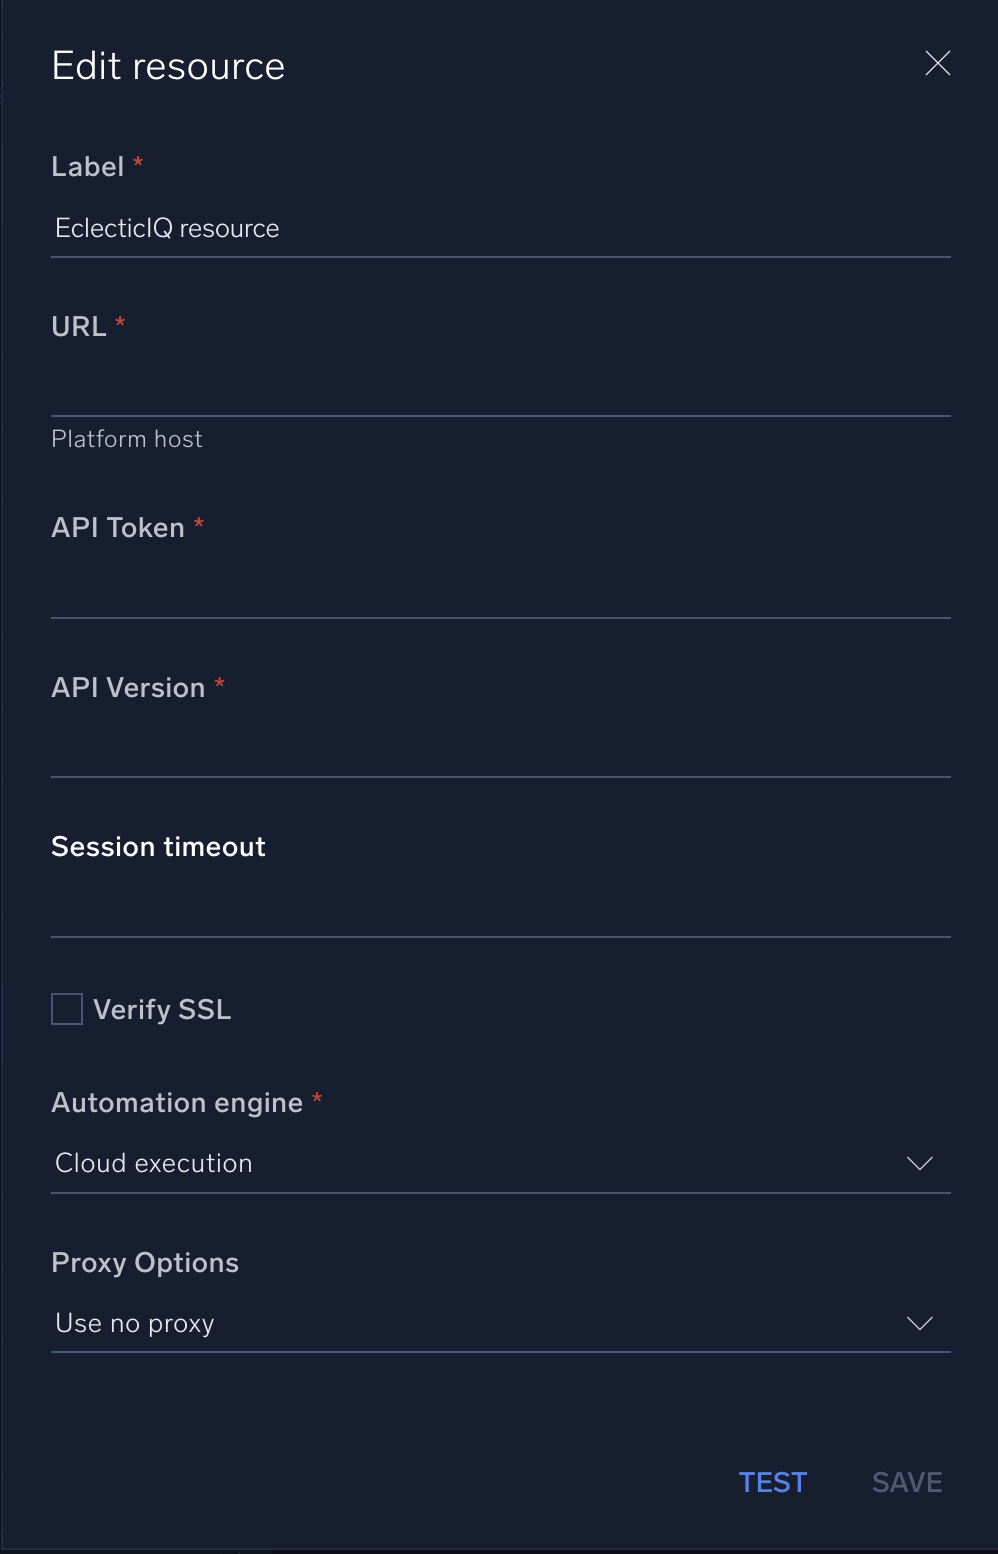 Edit resource
Label *
EclecticIQ resource
URL *
Platform host
API Token *
API Version *
Session timeout
Verify SSL
Automation engine *
Cloud execution
Proxy Options
Use no proxy
TEST SAVE